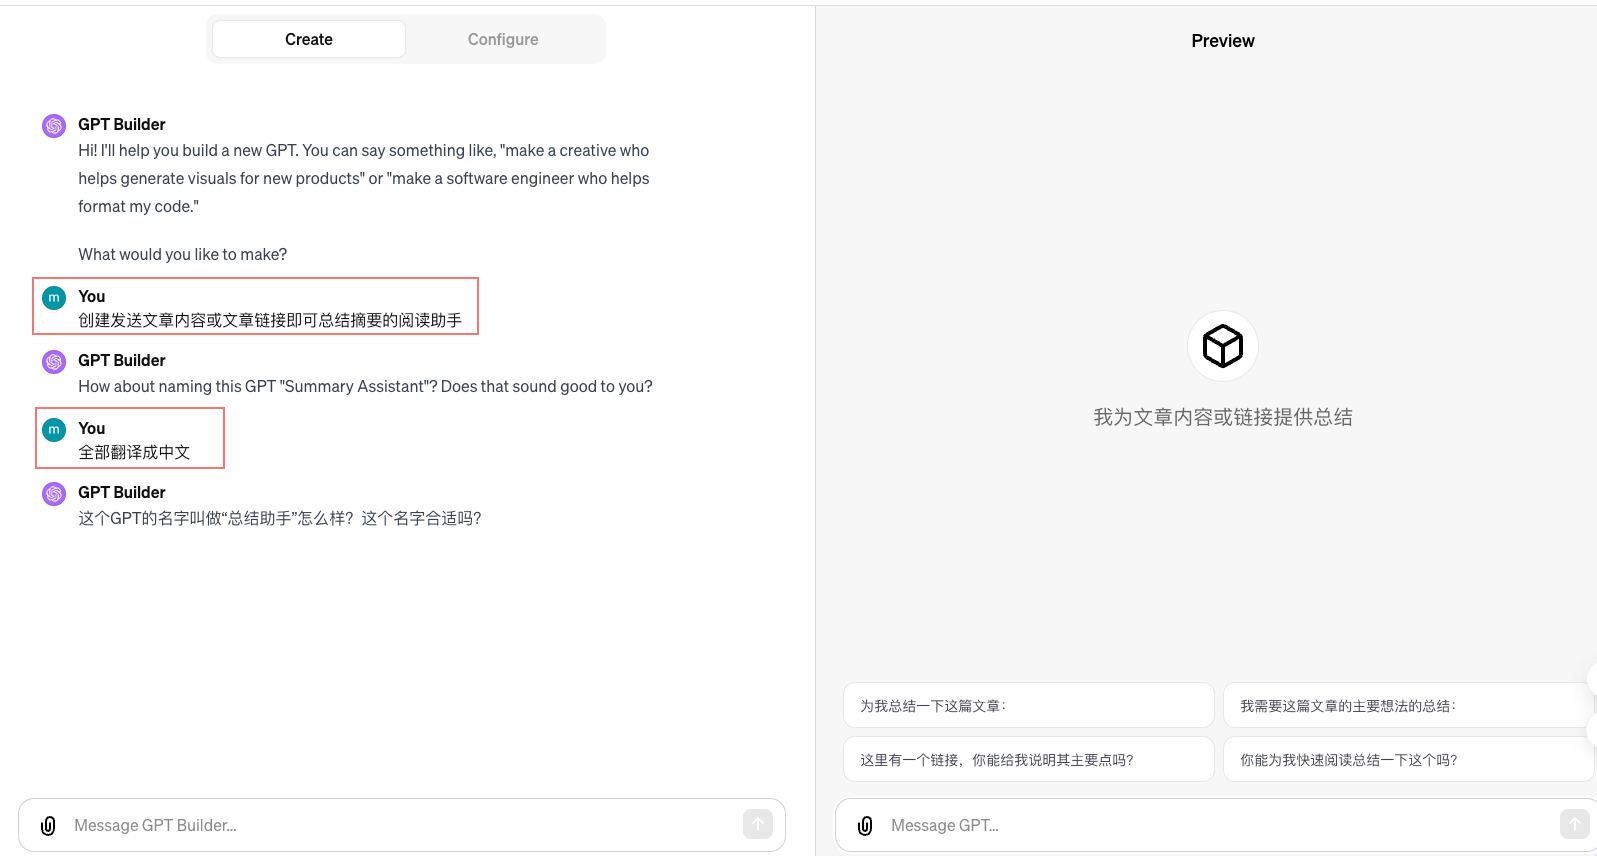 Create
Configure
GPT Builder
Hi! I'll help you build a new GPT. You can say something like, "make a creative who
helps generate visuals for new products" or "make a software engineer who helps
format my code."
What would you like to make?
m
You
创建发送文章内容或文章链接即可总结摘要的阅读助手
GPT Builder
How about naming this GPT "Summary Assistant"? Does that sound good to you?
m
You
全部翻译成中文
GPT Builder
这个GPT的名字叫做“总结助手”怎么样？这个名字合适吗？
Message GPT Builder...
Preview
我为文章内容或链接提供总结
为我总结一下这篇文章：
我需要这篇文章的主要想法的总结：
这里有一个链接，你能给我说明其主要点吗？
你能为我快速阅读总结一下这个吗？
Message GPT...